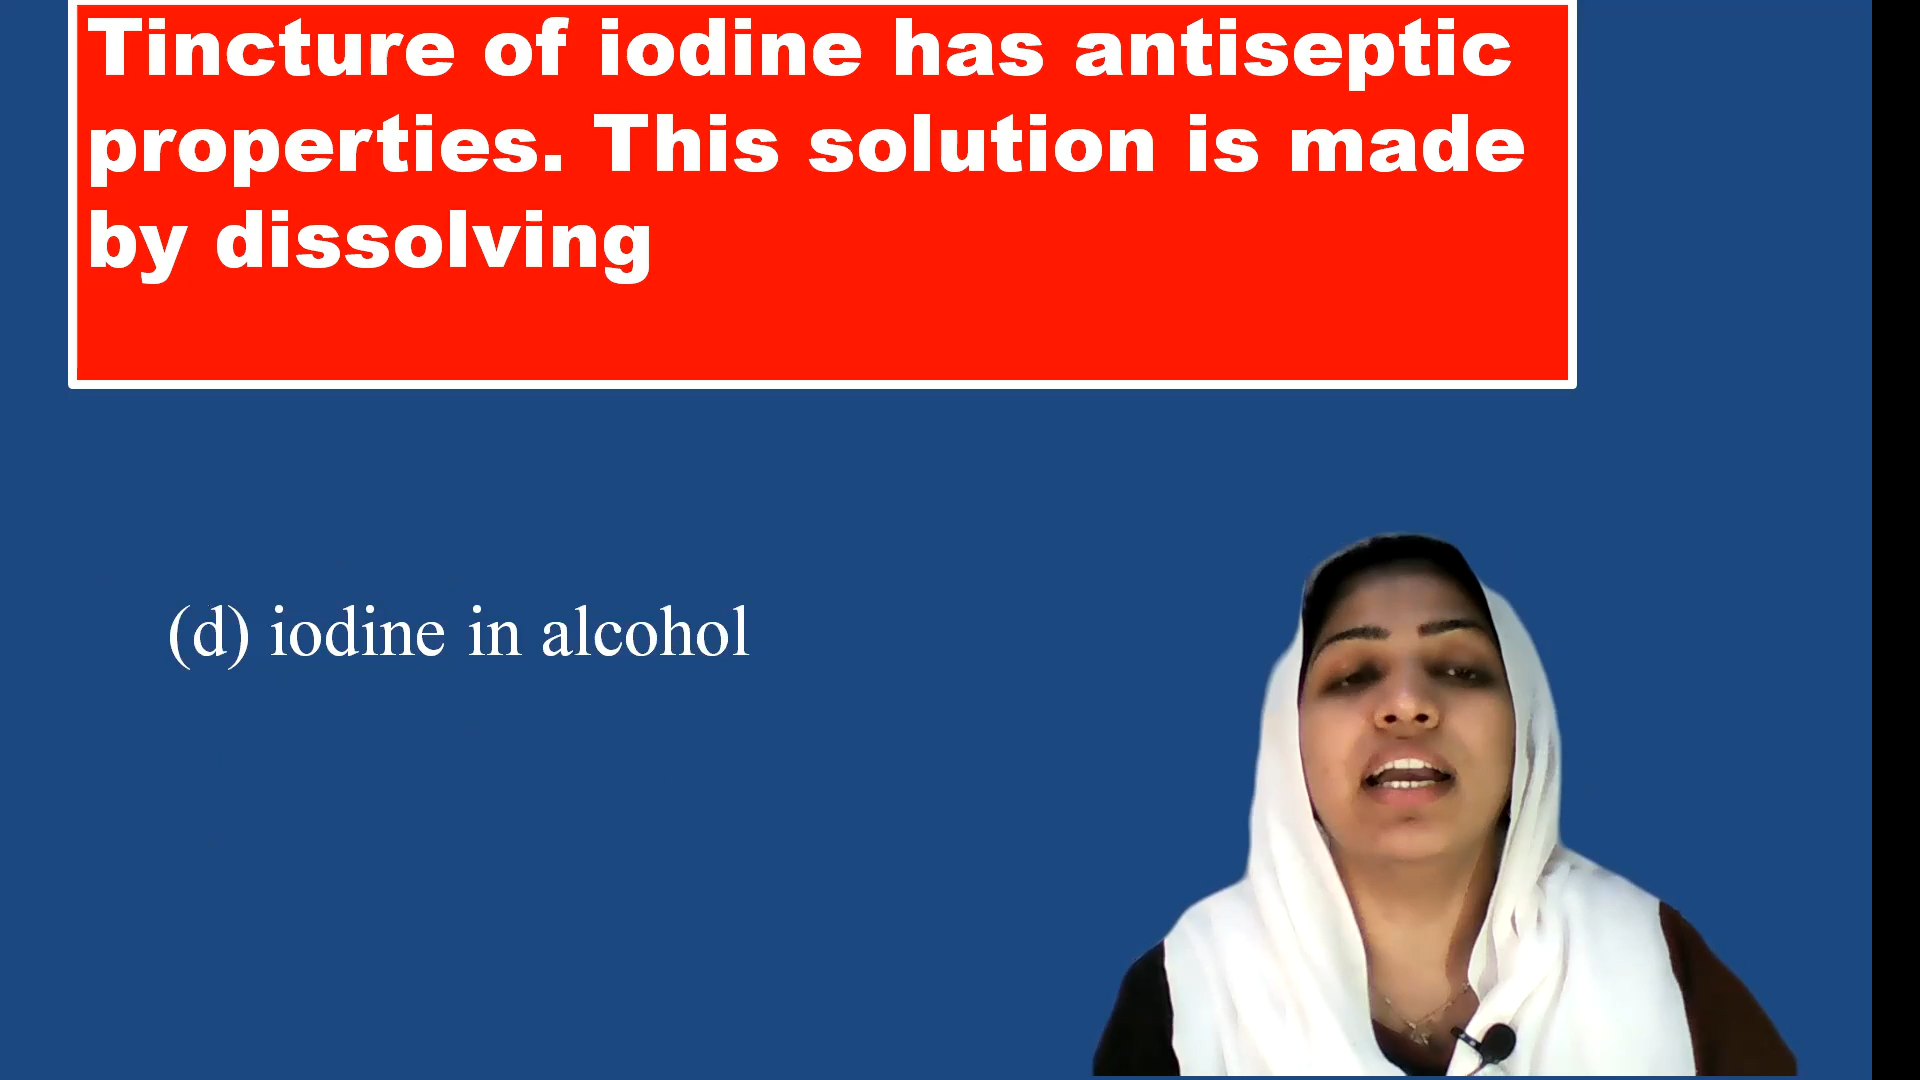 Tincture of iodine has antiseptic
properties. This solution is made
by dissolving
(d) iodine in alcohol